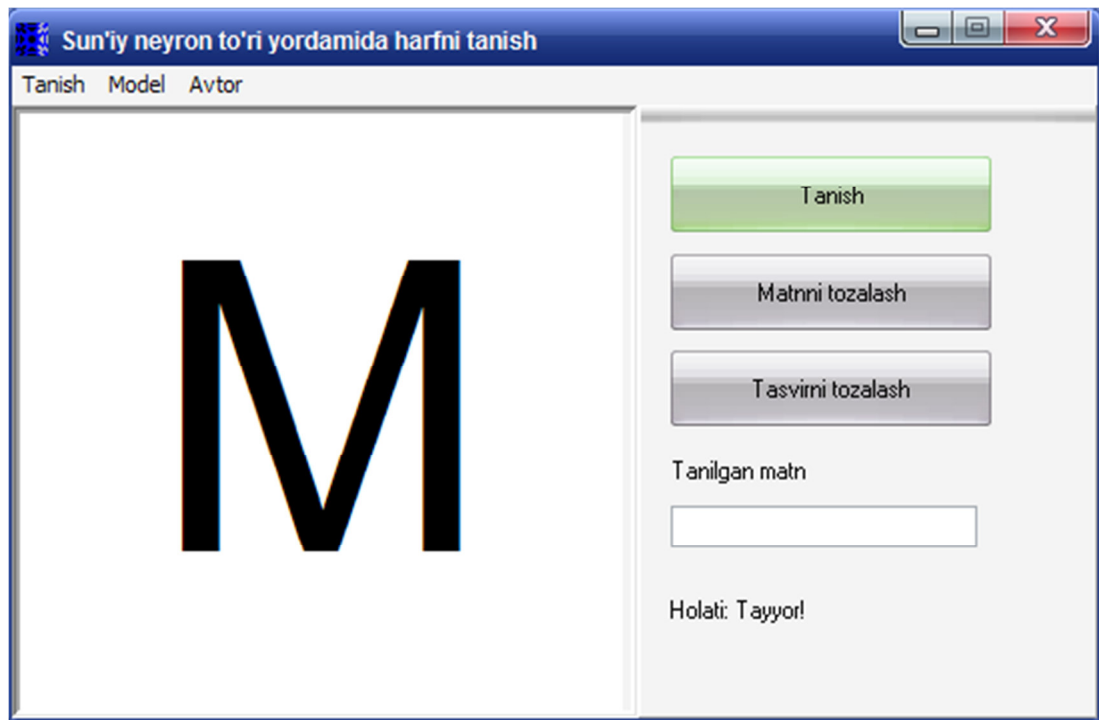 Sun'iy neyron to'ri yordamida harfni tanish
Tanish Model Avtor
M
Tanish
Matnni tozalash
Tasvirni tozalash
Tanilgan matn
Holati: Tayyor!